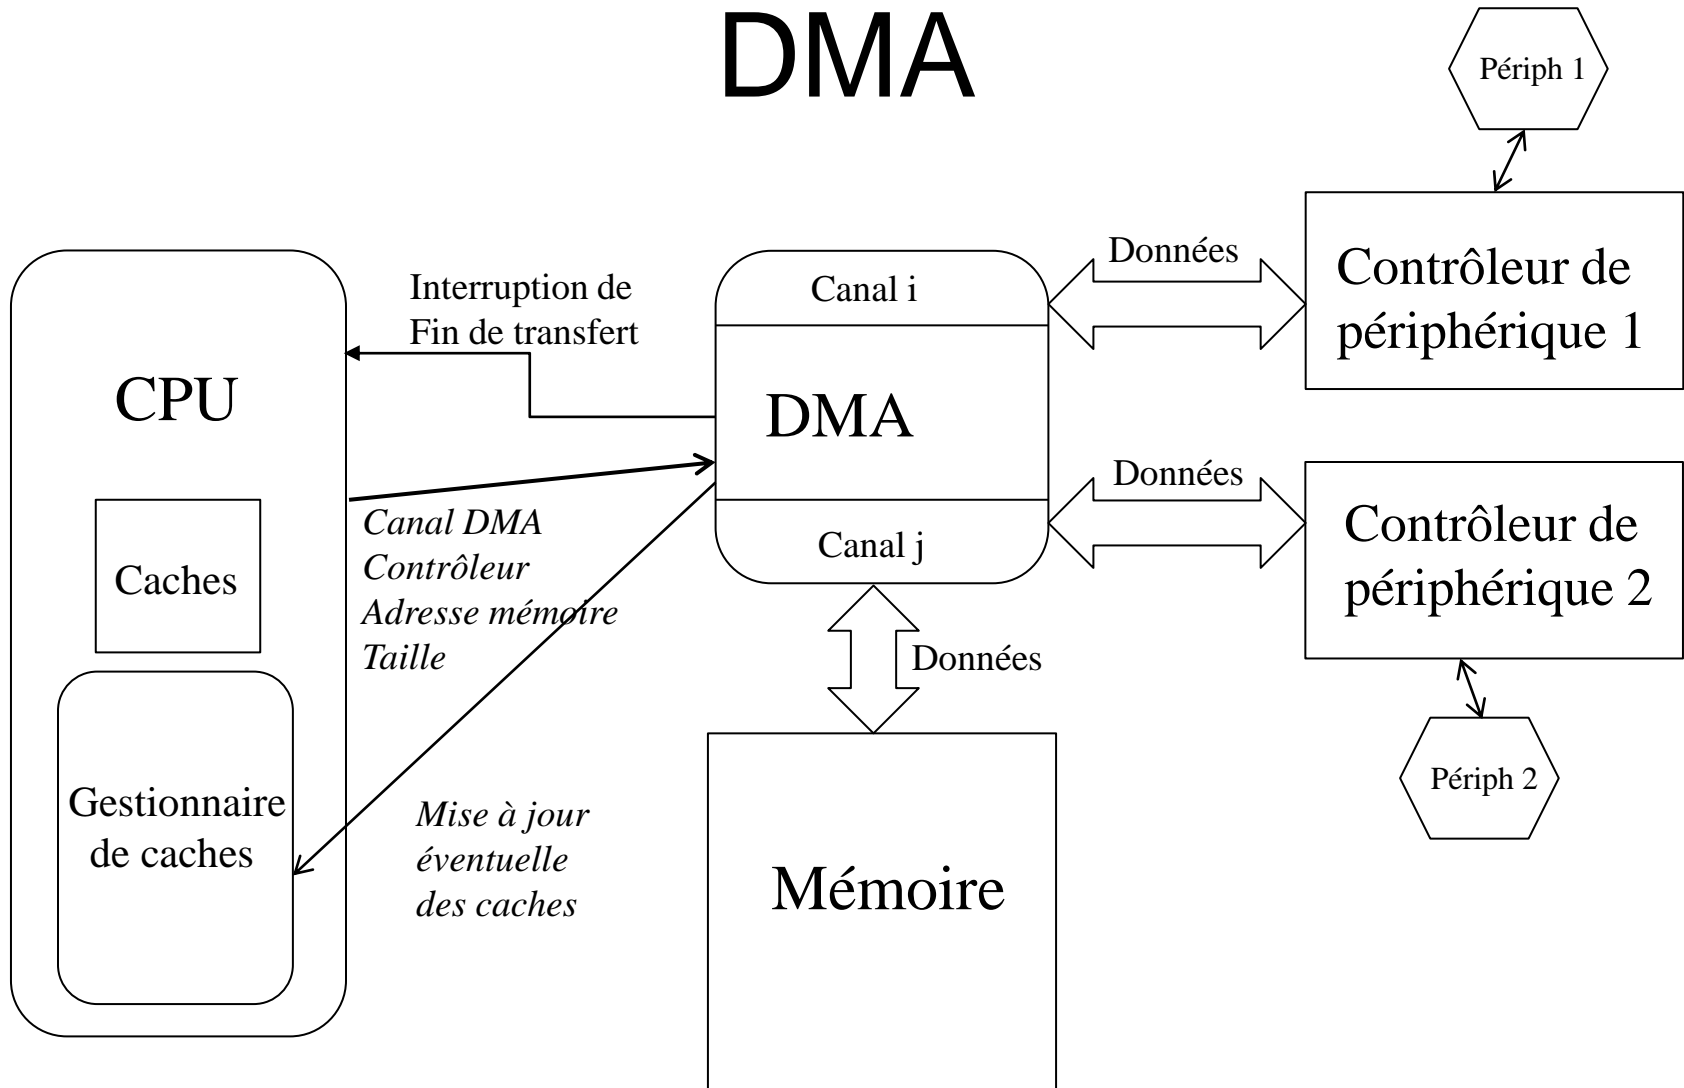 DMA
Périph 1
Données
Contrôleur de
périphérique 1
Interruption de
Fin de transfert
Canal i
CPU
DMA
Données
Contrôleur de
périphérique 2
Canal DMA
Contrôleur
Adresse mémoire
Taille
Canal j
Caches
Données
Gestionnaire
de caches
Mise à jour
éventuelle
des caches
Mémoire
Périph 2